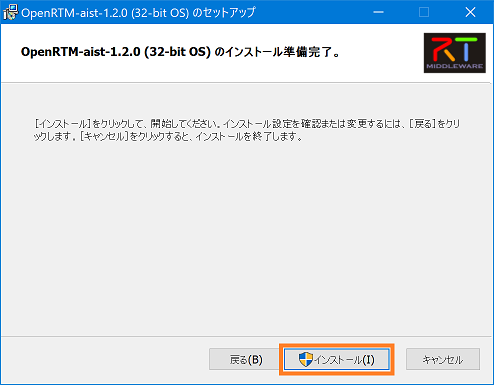 OpenRTM-aist-1.2.0 (32-bit OS) のセットアップ
OpenRTM-aist-1.2.0 (32-bit OS) のインストール準備完了。
RT
MIDDLEWARE
[インストール]をクリックして、開始してください。インストール設定を確認または変更するには、[戻る]をクリ
ックします。[キャンセル]をクリックすると、インストールを終了します。
戻る(B)
インストール(I)
キャンセル